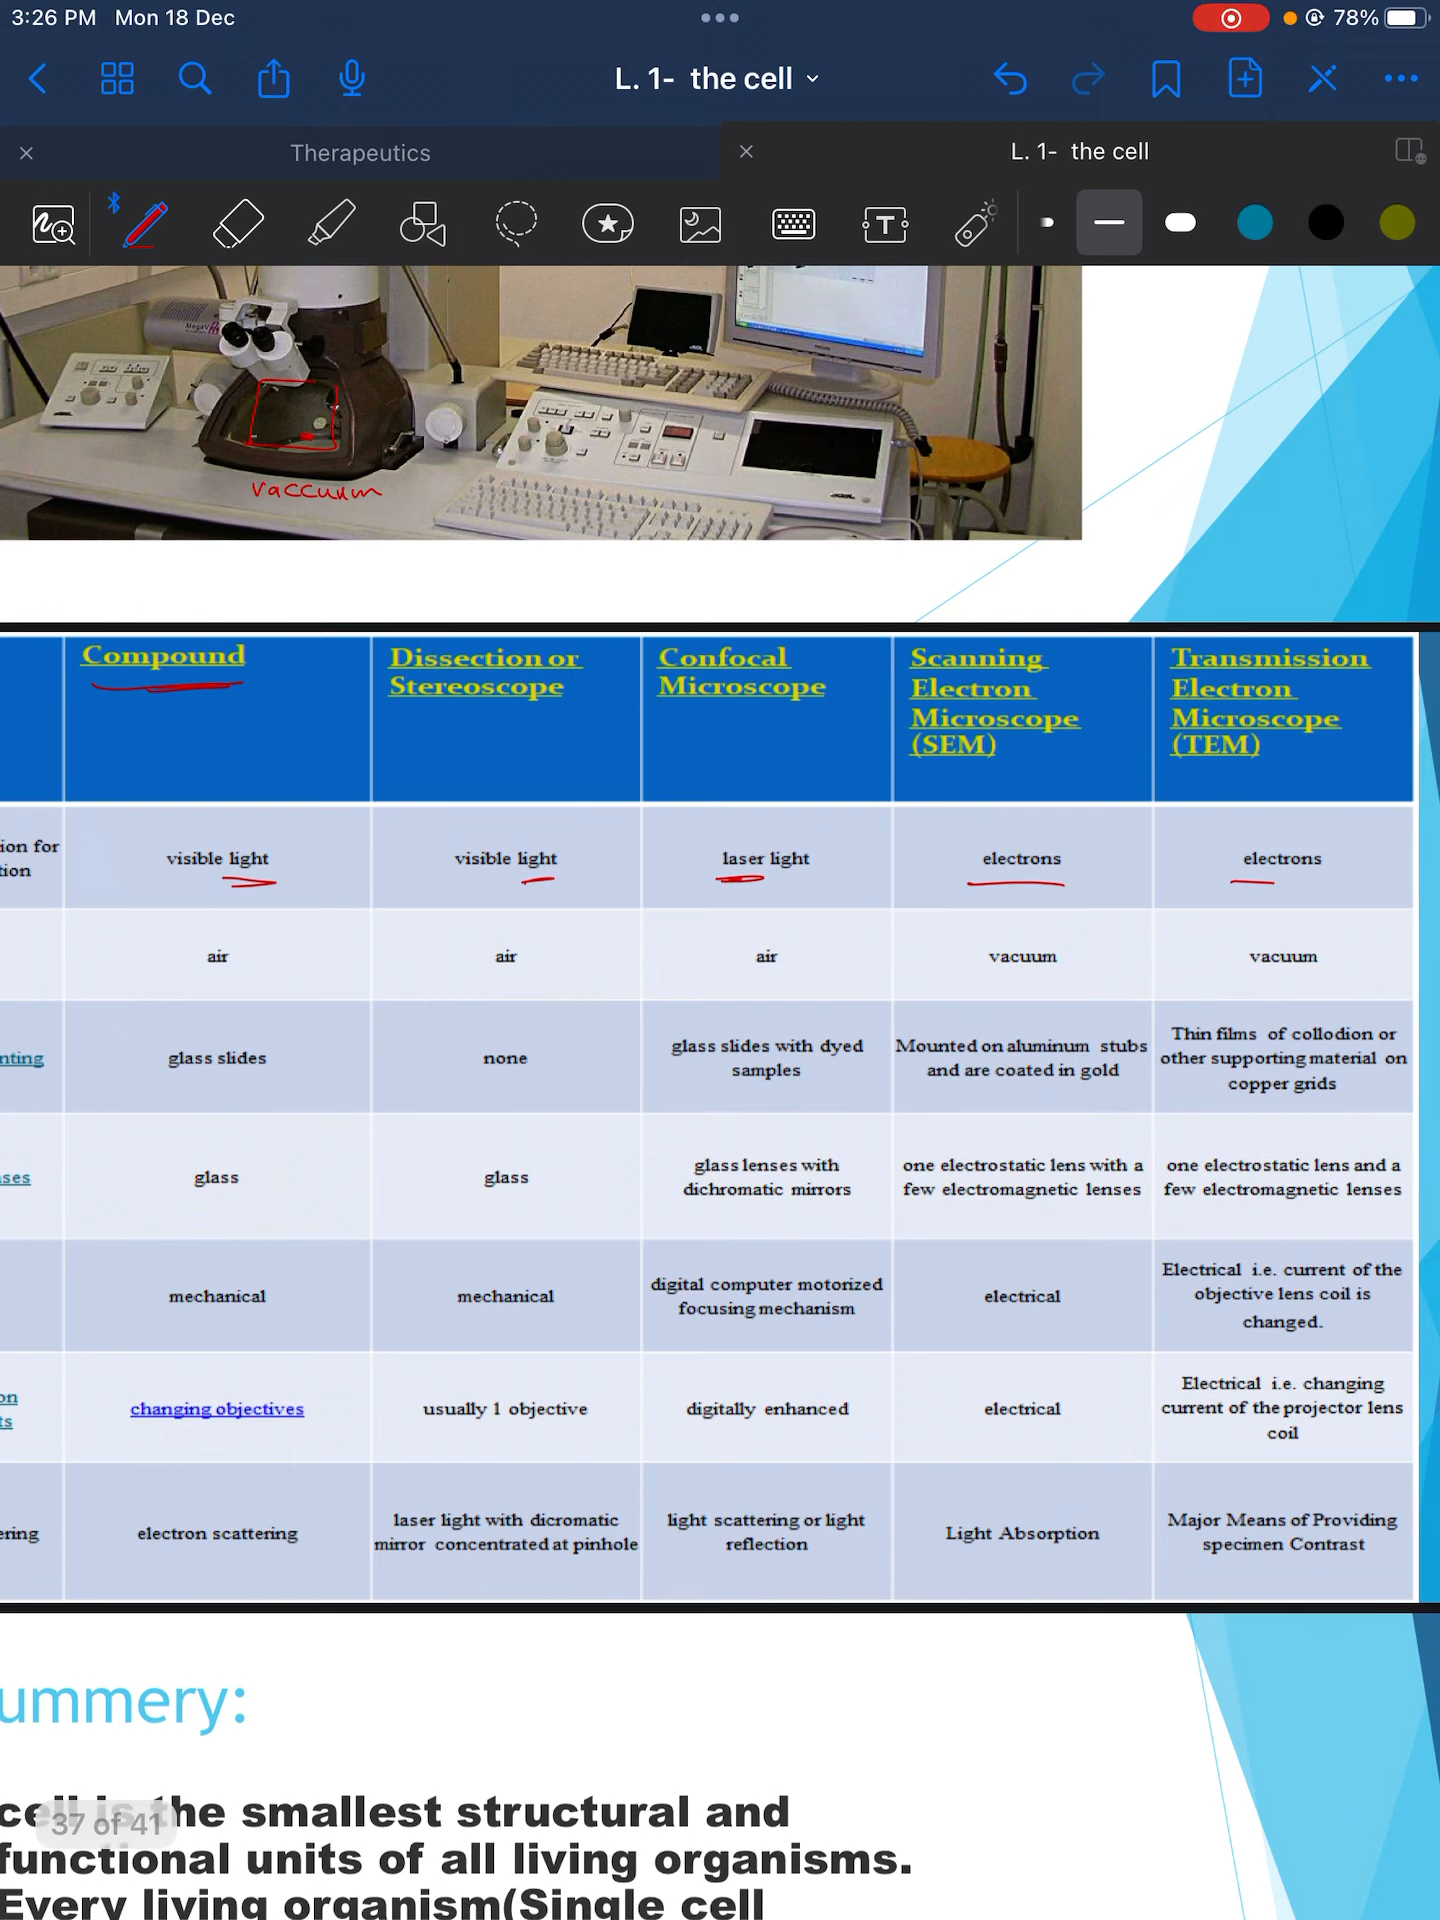 3:26 PM Mon 18 Dec
78%
L. 1- the cell
Therapeutics
L. 1- the cell
T
vaccuum
Compound
Dissection or
Stereoscope
Confocal
Microscope
Scanning
Electron
Microscope
(SEM)
Transmission
Electron
Microscope
(TEM)
ion for
tion
visible light
visible light
laser light
electrons
electrons
air
air
air
vacuum
vacuum
nting
glass slides
none
glass slides with dyed
samples
Mounted on aluminum stubs
and are coated in gold
Thin films of collodion or
other supporting material on
copper grids
ses
glass
glass
glass lenses with
dichromatic mirrors
one electrostatic lens with a
few electromagnetic lenses
one electrostatic lens and a
few electromagnetic lenses
mechanical
mechanical
digital computer motorized
focusing mechanism
electrical
Electrical i.e. current of the
objective lens coil is
changed.
on
ts
changing objectives
usually 1 objective
digitally enhanced
electrical
Electrical i.e. changing
current of the projector lens
coil
ering
electron scattering
laser light with dicromatic
mirror concentrated at pinhole
light scattering or light
reflection
Light Absorption
Major Means of Providing
specimen Contrast
ummery:
cell is the smallest structural and
37 of 41
functional units of all living organisms.
Every living organism(Single cell